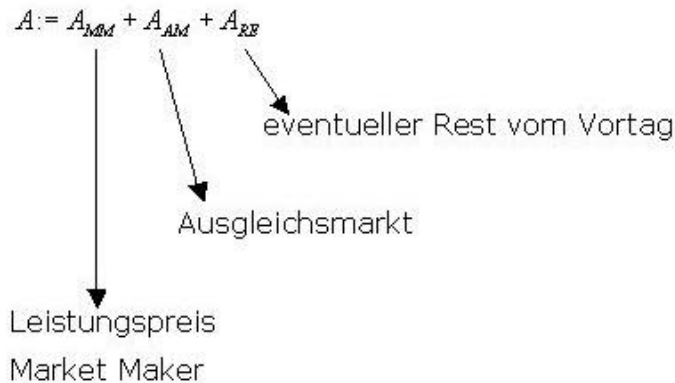 A := A_MM + A_AM + A_RE
eventueller Rest vom Vortag
Ausgleichsmarkt
Leistungspreis
Market Maker